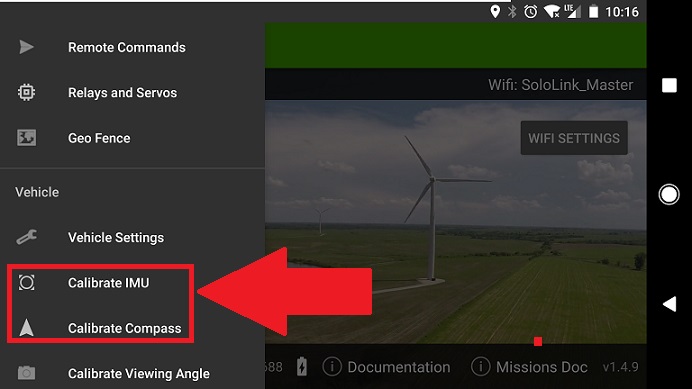 LTE 10:16
Remote Commands
Wifi: SoloLink_Master
Relays and Servos
Geo Fence
WIFI SETTINGS
Vehicle
Vehicle Settings
Calibrate IMU
Calibrate Compass
688
Documentation
Missions Doc
v1.4.9
Calibrate Viewing Angle